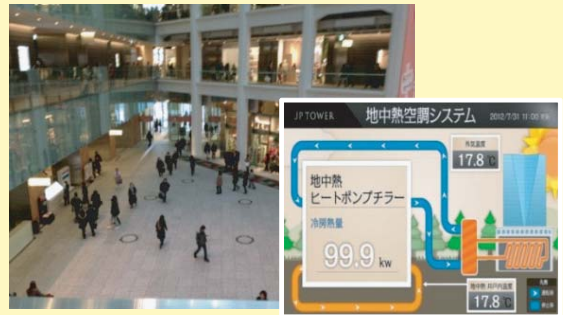 JP TOWER 地中熱空調システム 2012/7/31 11:00
外気温度
17.8 ℃
地中熱
ヒートポンプチラー
冷房熱量
99.9 kw
17.8 ℃